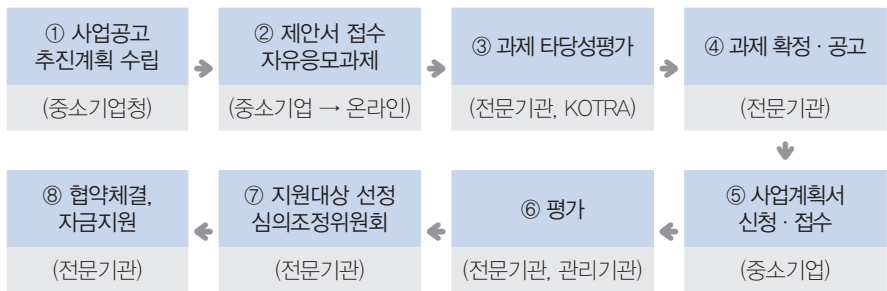 ① 사업공고
추진계획 수립
(중소기업청)
② 제안서 접수
자유응모과제
(중소기업 → 온라인)
③ 과제 타당성평가
(전문기관, KOTRA)
④ 과제 확정 · 공고
(전문기관)
⑤ 사업계획서
신청 · 접수
(중소기업)
⑥ 평가
(전문기관, 관리기관)
⑦ 지원대상 선정
심의조정위원회
(전문기관)
⑧ 협약체결,
자금지원
(전문기관)